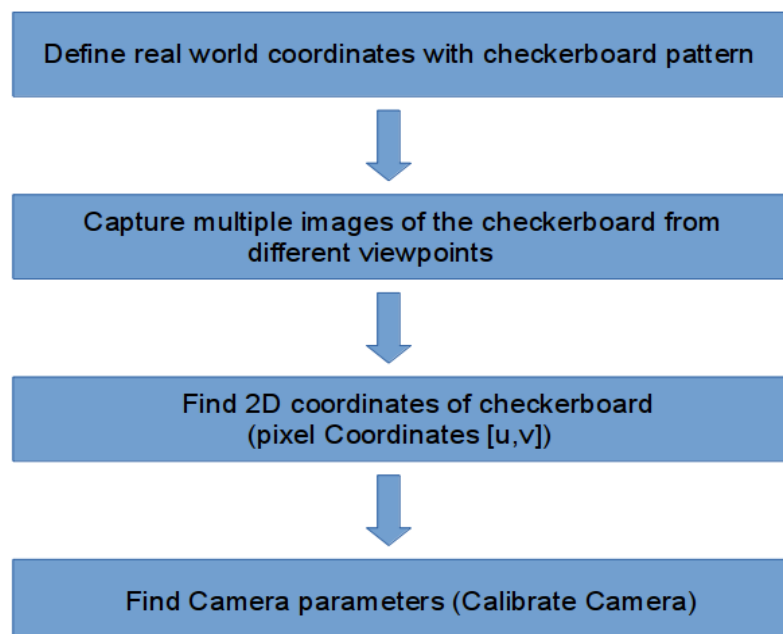 Define real world coordinates with checkerboard pattern
Capture multiple images of the checkerboard from
different viewpoints
Find 2D coordinates of checkerboard
(pixel Coordinates [u,v])
Find Camera parameters (Calibrate Camera)